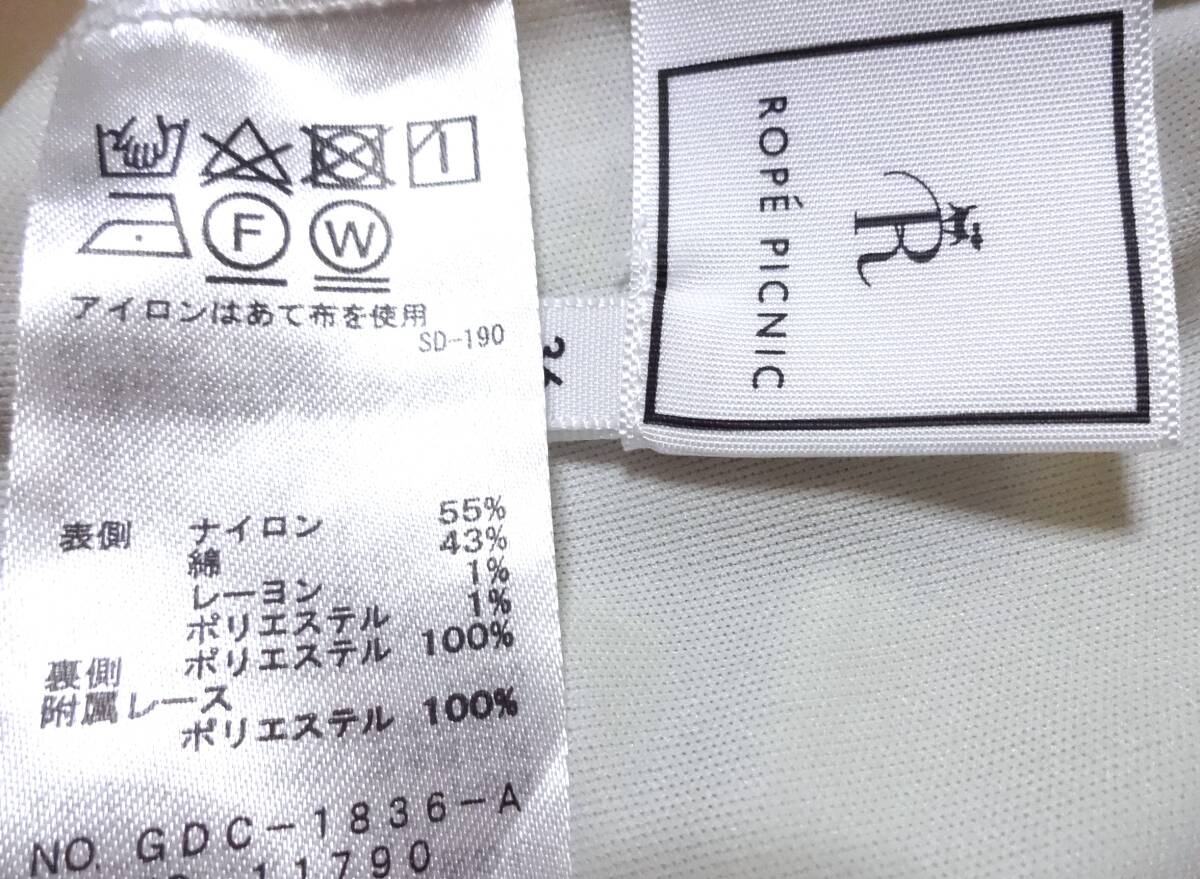 F W
アイロンはあて布を使用
SD-190
表側 ナイロン 55%
綿 43%
レーヨン 1%
ポリエステル 1%
裏側 ポリエステル 100%
附属レース
ポリエステル 100%
NO. GDC-1836-A
11790
36
R
ROPÉ PICNIC